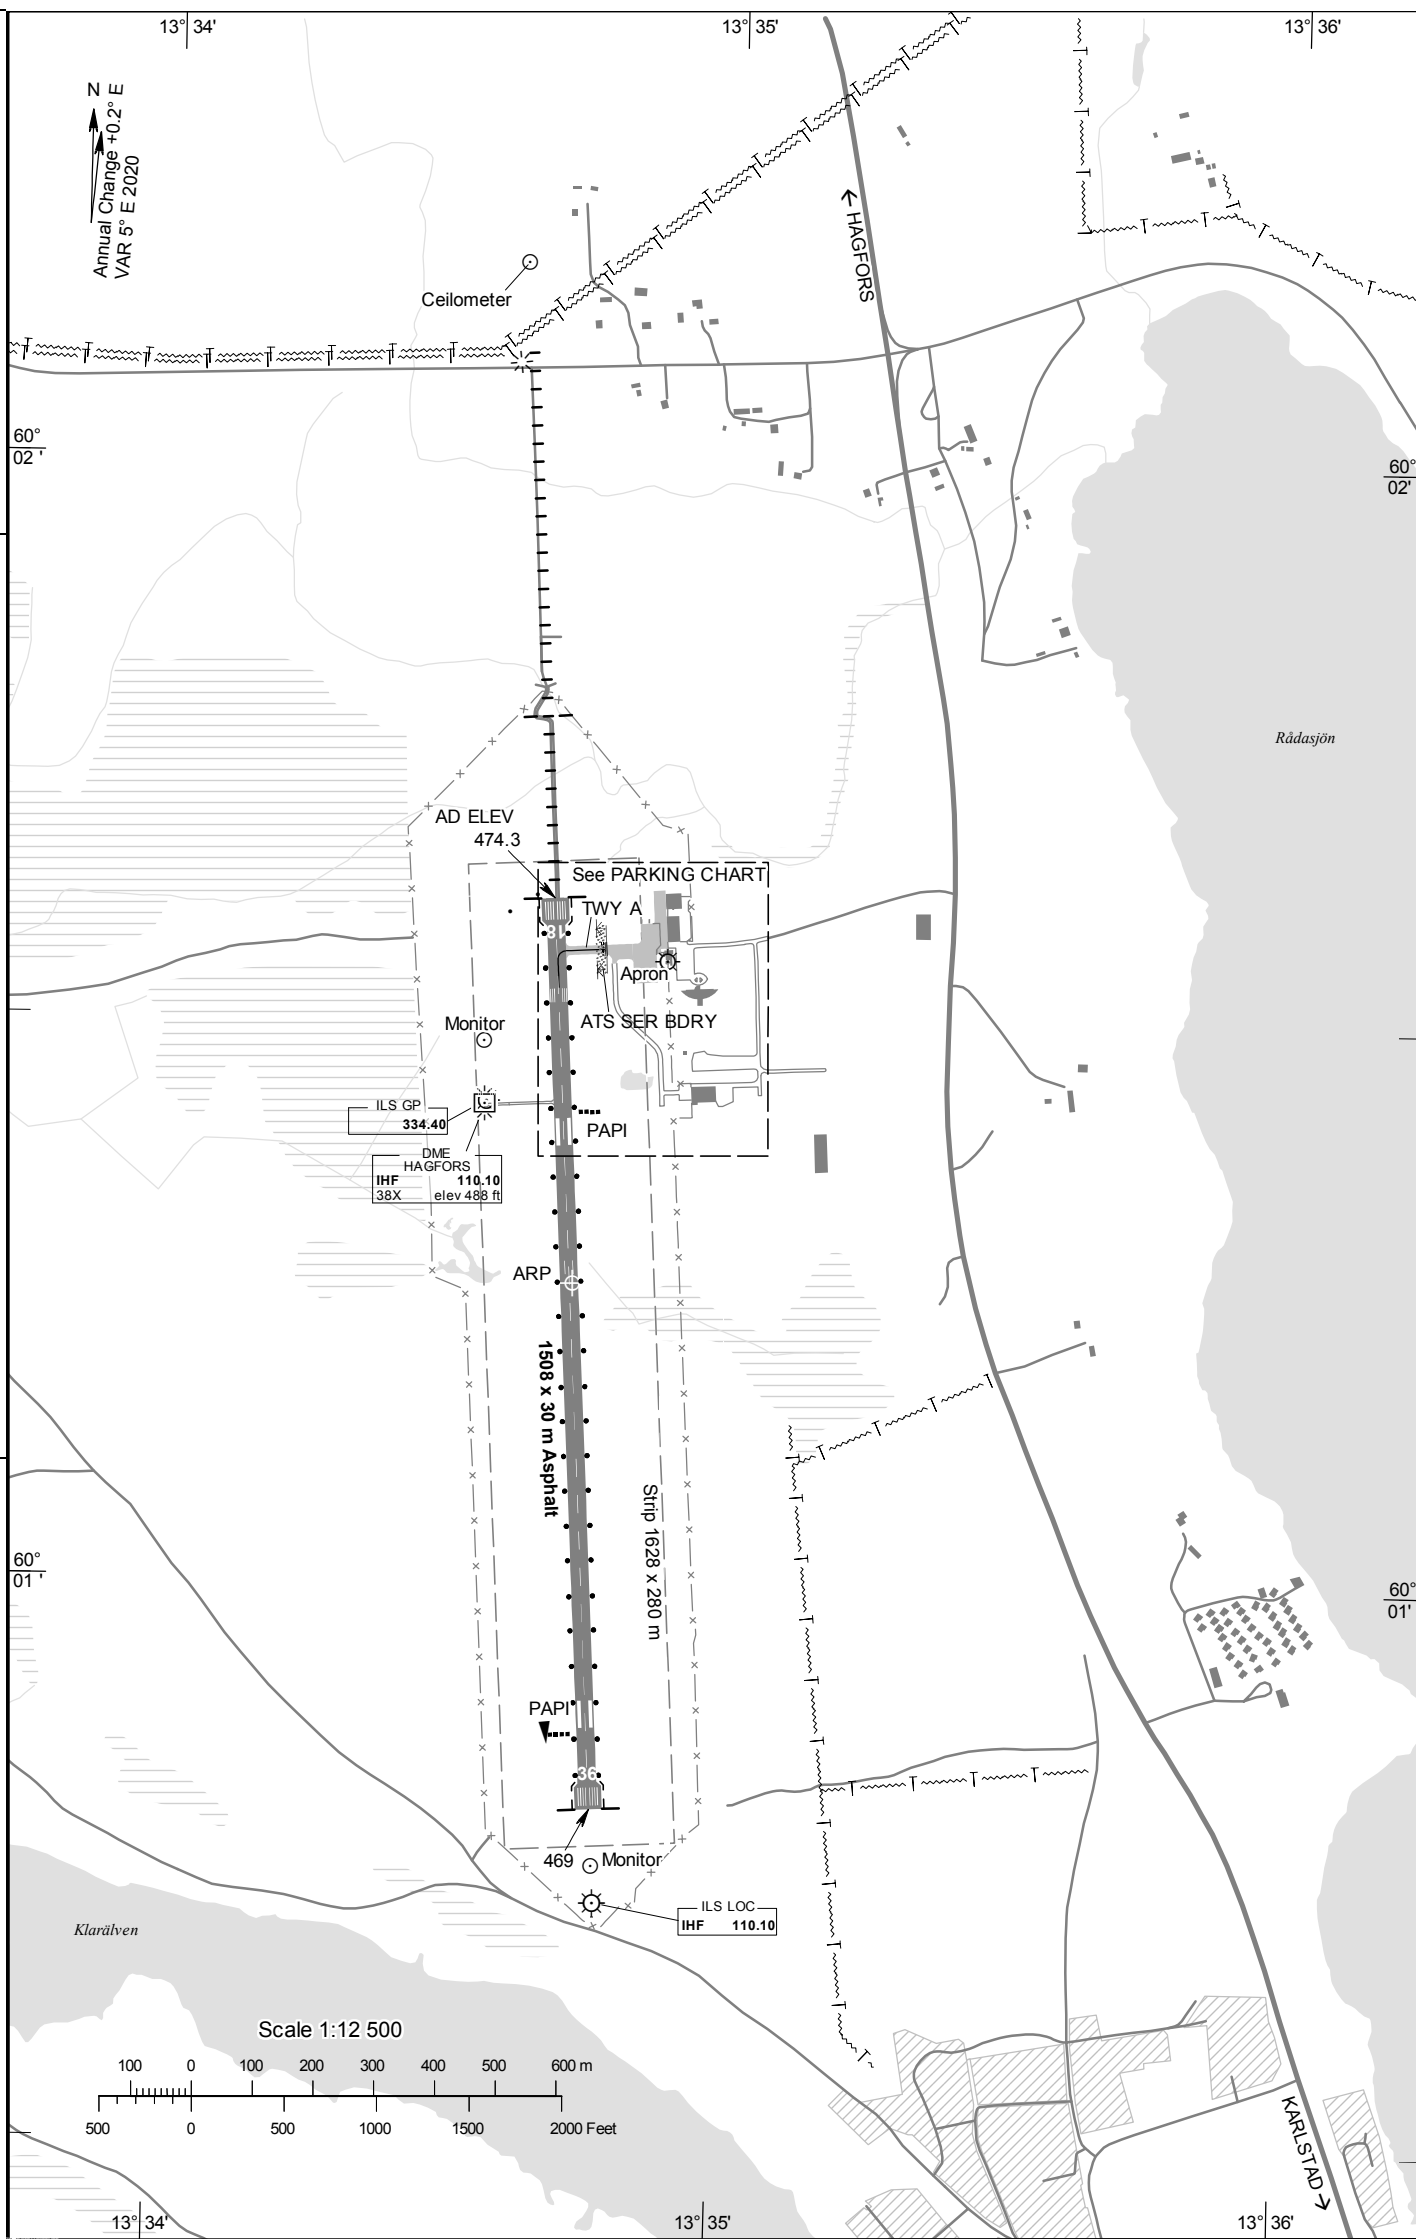 13° 34'
13° 35'
13° 36'
N
Annual Change +0.2° E
VAR 5° E 2020
HAGFORS
Ceilometer
60°
02'
60°
02'
Rådasjön
AD ELEV
474.3
See PARKING CHART
TWY A
18
Apron
ATS SER BDRY
Monitor
ILS GP
334.40
PAPI
DME
HAGFORS
IHF 110.10
38X elev 488 ft
ARP
1508 x 30 m Asphalt
Strip 1628 x 280 m
60°
01'
60°
01'
PAPI
36
469
Monitor
ILS LOC
IHF 110.10
Klarälven
Scale 1:12 500
100 0 100 200 300 400 500 600 m
500 0 500 1000 1500 2000 Feet
KARLSTAD
13° 34'
13° 35'
13° 36'